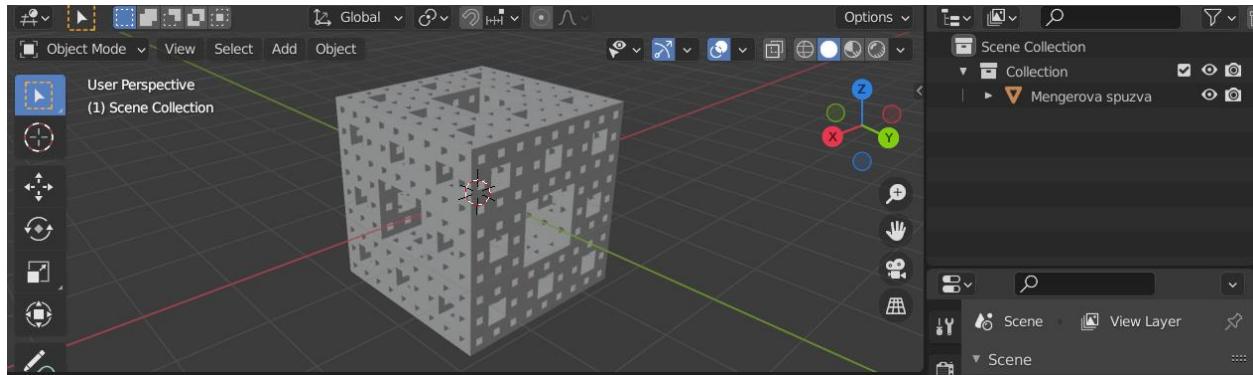 Global
Options
Object Mode View Select Add Object
User Perspective
(1) Scene Collection
Z
X
Y
Scene Collection
Collection
Mengerova spuzva
Scene View Layer
Scene